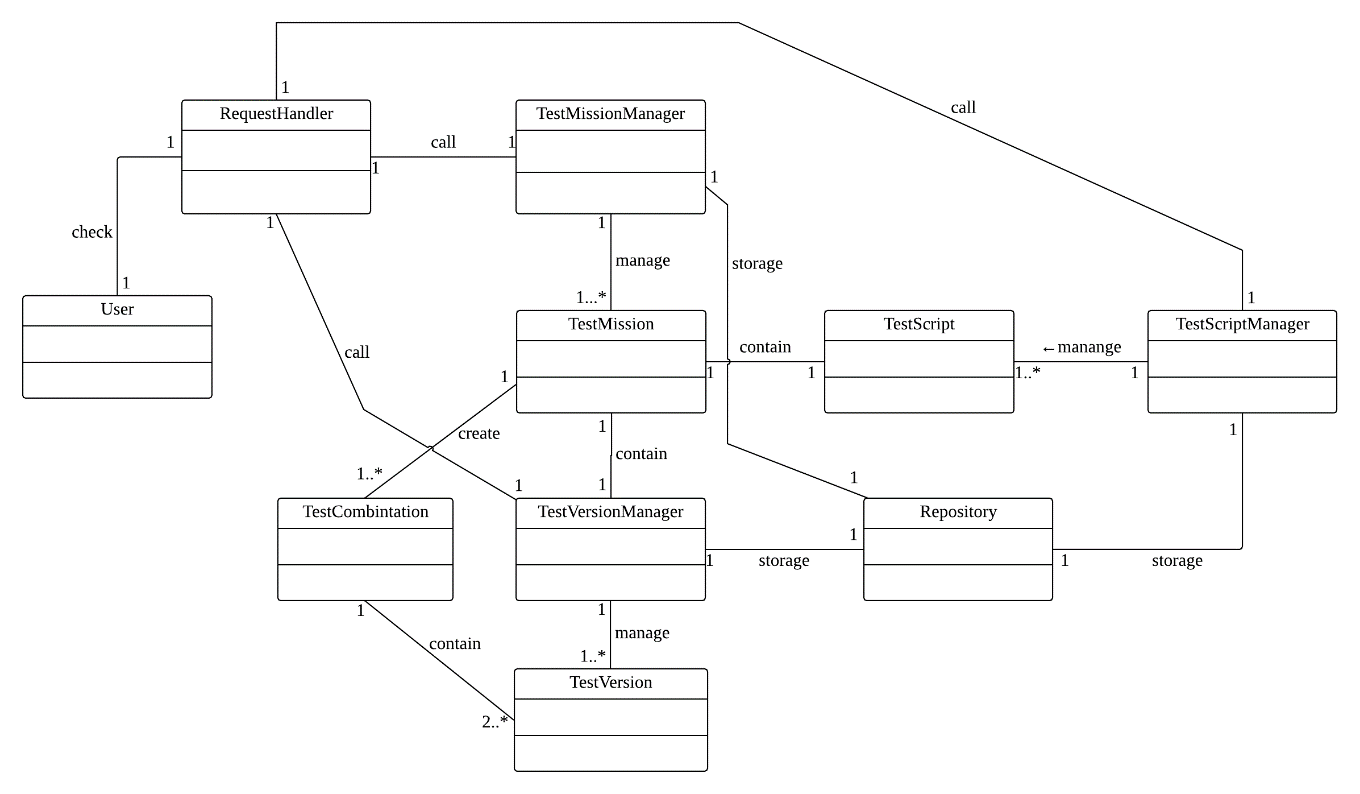 1
RequestHandler
TestMissionManager
call
1
call
1
1
1
check
1
1
1
manage
storage
1
1...*
1
User
TestMission
TestScript
TestScriptManager
call
contain
←manange
1
1
1
1..*
1
create
1
contain
1
1..*
1
1
1
TestCombintation
TestVersionManager
Repository
1
1
storage
1
storage
1
1
contain
manage
1..*
TestVersion
2..*